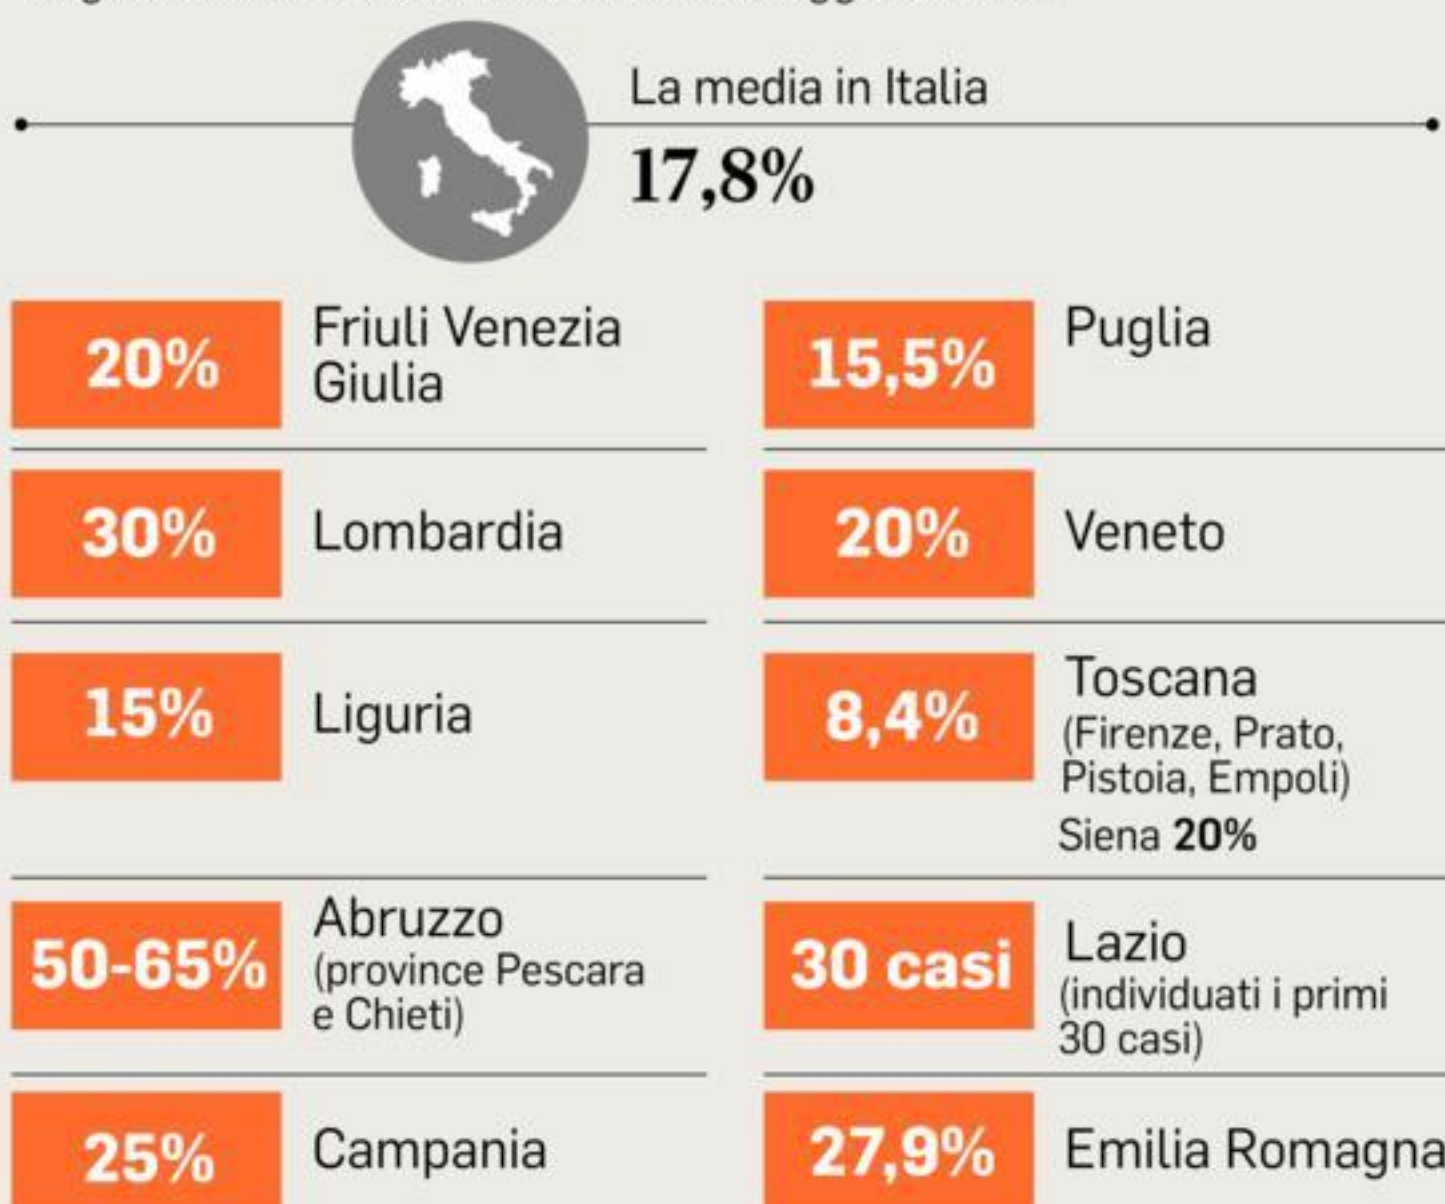 La media in Italia
17,8%
20%
Friuli Venezia
Giulia
15,5%
Puglia
30%
Lombardia
20%
Veneto
15%
Liguria
8,4%
Toscana
(Firenze, Prato,
Pistoia, Empoli)
Siena 20%
50-65%
Abruzzo
(province Pescara
e Chieti)
30 casi
Lazio
(individuati i primi
30 casi)
25%
Campania
27,9%
Emilia Romagna